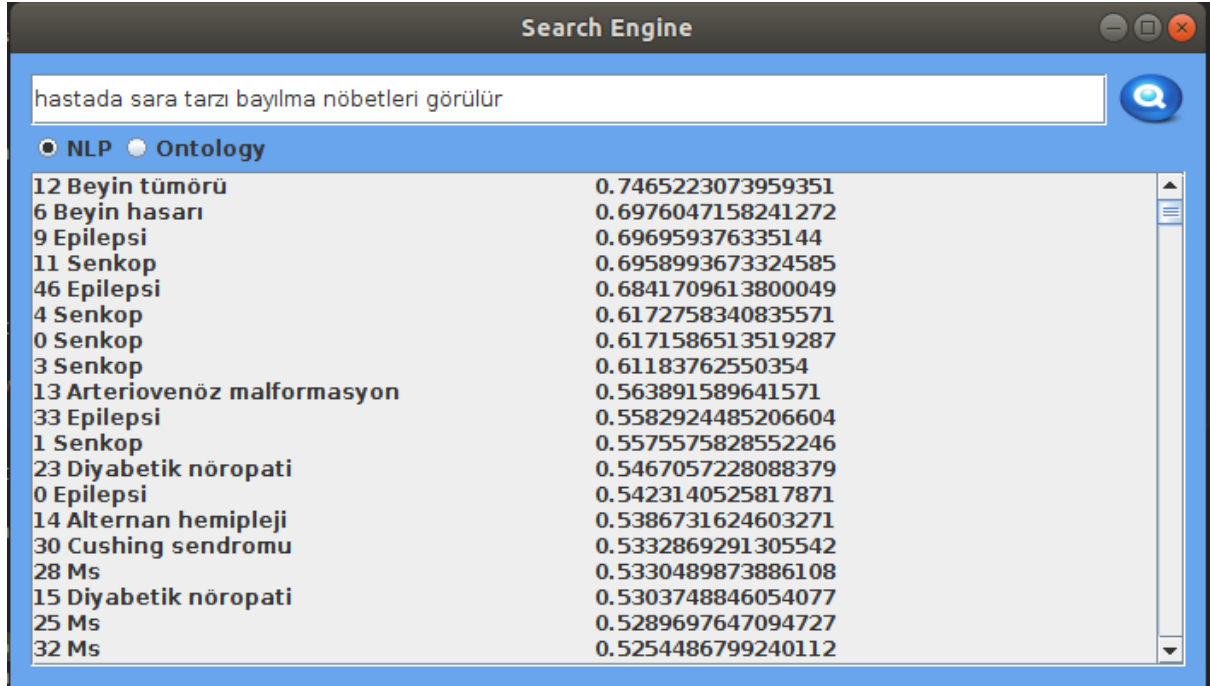 Search Engine
hastada sara tarzı bayılma nöbetleri görülür
NLP Ontology
12 Beyin tümörü 0.7465223073959351
6 Beyin hasarı 0.6976047158241272
9 Epilepsi 0.696959376335144
11 Senkop 0.6958993673324585
46 Epilepsi 0.6841709613800049
4 Senkop 0.6172758340835571
0 Senkop 0.6171586513519287
3 Senkop 0.61183762550354
13 Arteriovenöz malformasyon 0.563891589641571
33 Epilepsi 0.5582924485206604
1 Senkop 0.5575575828552246
23 Diyabetik nöropati 0.5467057228088379
0 Epilepsi 0.5423140525817871
14 Alternan hemipleji 0.5386731624603271
30 Cushing sendromu 0.5332869291305542
28 Ms 0.5330489873886108
15 Diyabetik nöropati 0.5303748846054077
25 Ms 0.5289697647094727
32 Ms 0.5254486799240112